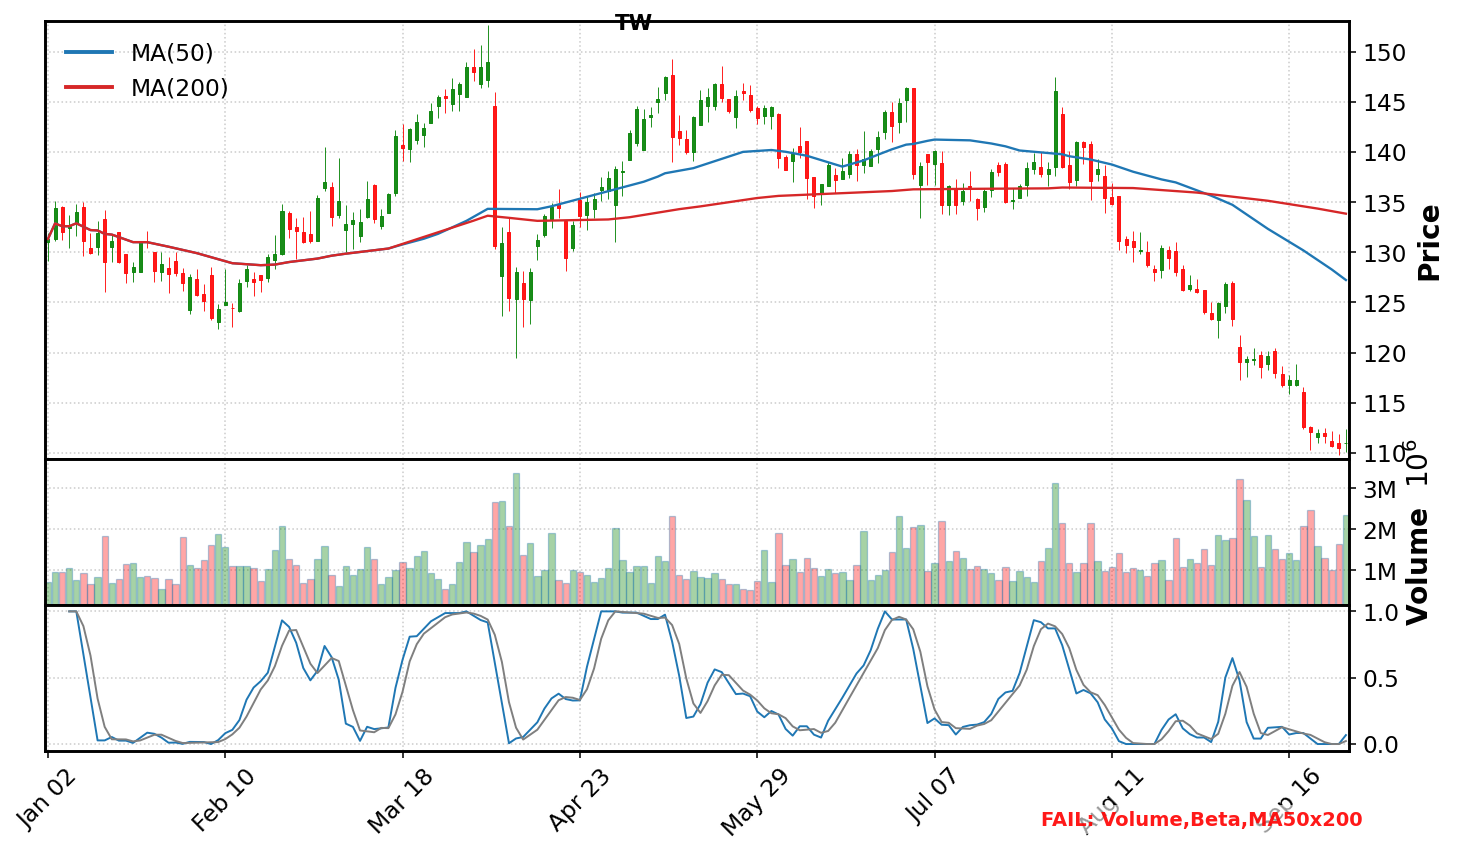 TW
MA(50)
MA(200)
150
145
140
135
130
125
120
115
110
Price
10^6
3M
2M
1M
Volume
1.0
0.5
0.0
Jan 02
Feb 10
Mar 18
Apr 23
May 29
Jul 07
Aug 11
Sep 16
FAIL: Volume,Beta,MA50x200